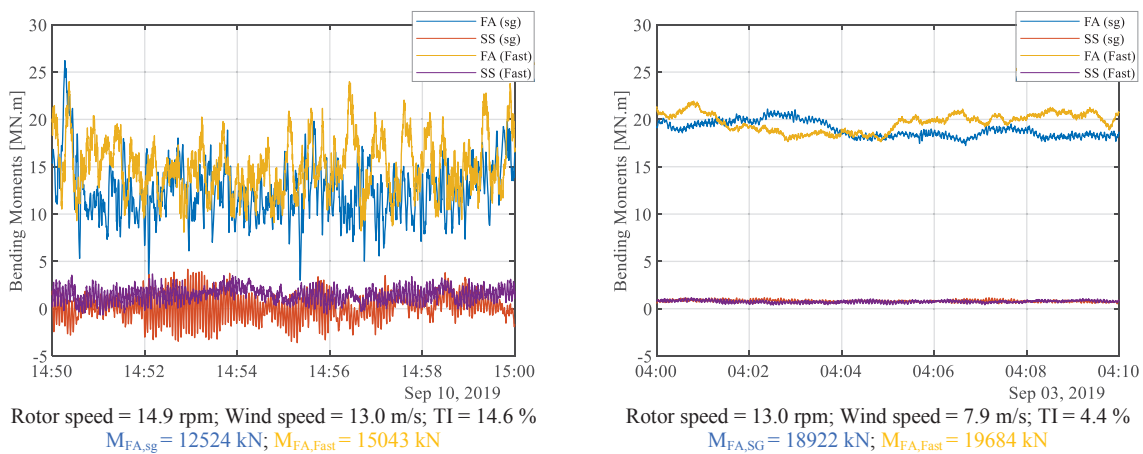 30
25
20
15
10
5
0
-5
Bending Moments [MN.m]
FA (sg)
SS (sg)
FA (Fast)
SS (Fast)
14:50 14:52 14:54 14:56 14:58 15:00
Sep 10, 2019
Rotor speed = 14.9 rpm; Wind speed = 13.0 m/s; TI = 14.6 %
M_FA,sg = 12524 kN; M_FA,Fast = 15043 kN
30
25
20
15
10
5
0
-5
Bending Moments [MN.m]
FA (sg)
SS (sg)
FA (Fast)
SS (Fast)
04:00 04:02 04:04 04:06 04:08 04:10
Sep 03, 2019
Rotor speed = 13.0 rpm; Wind speed = 7.9 m/s; TI = 4.4 %
M_FA,SG = 18922 kN; M_FA,Fast = 19684 kN